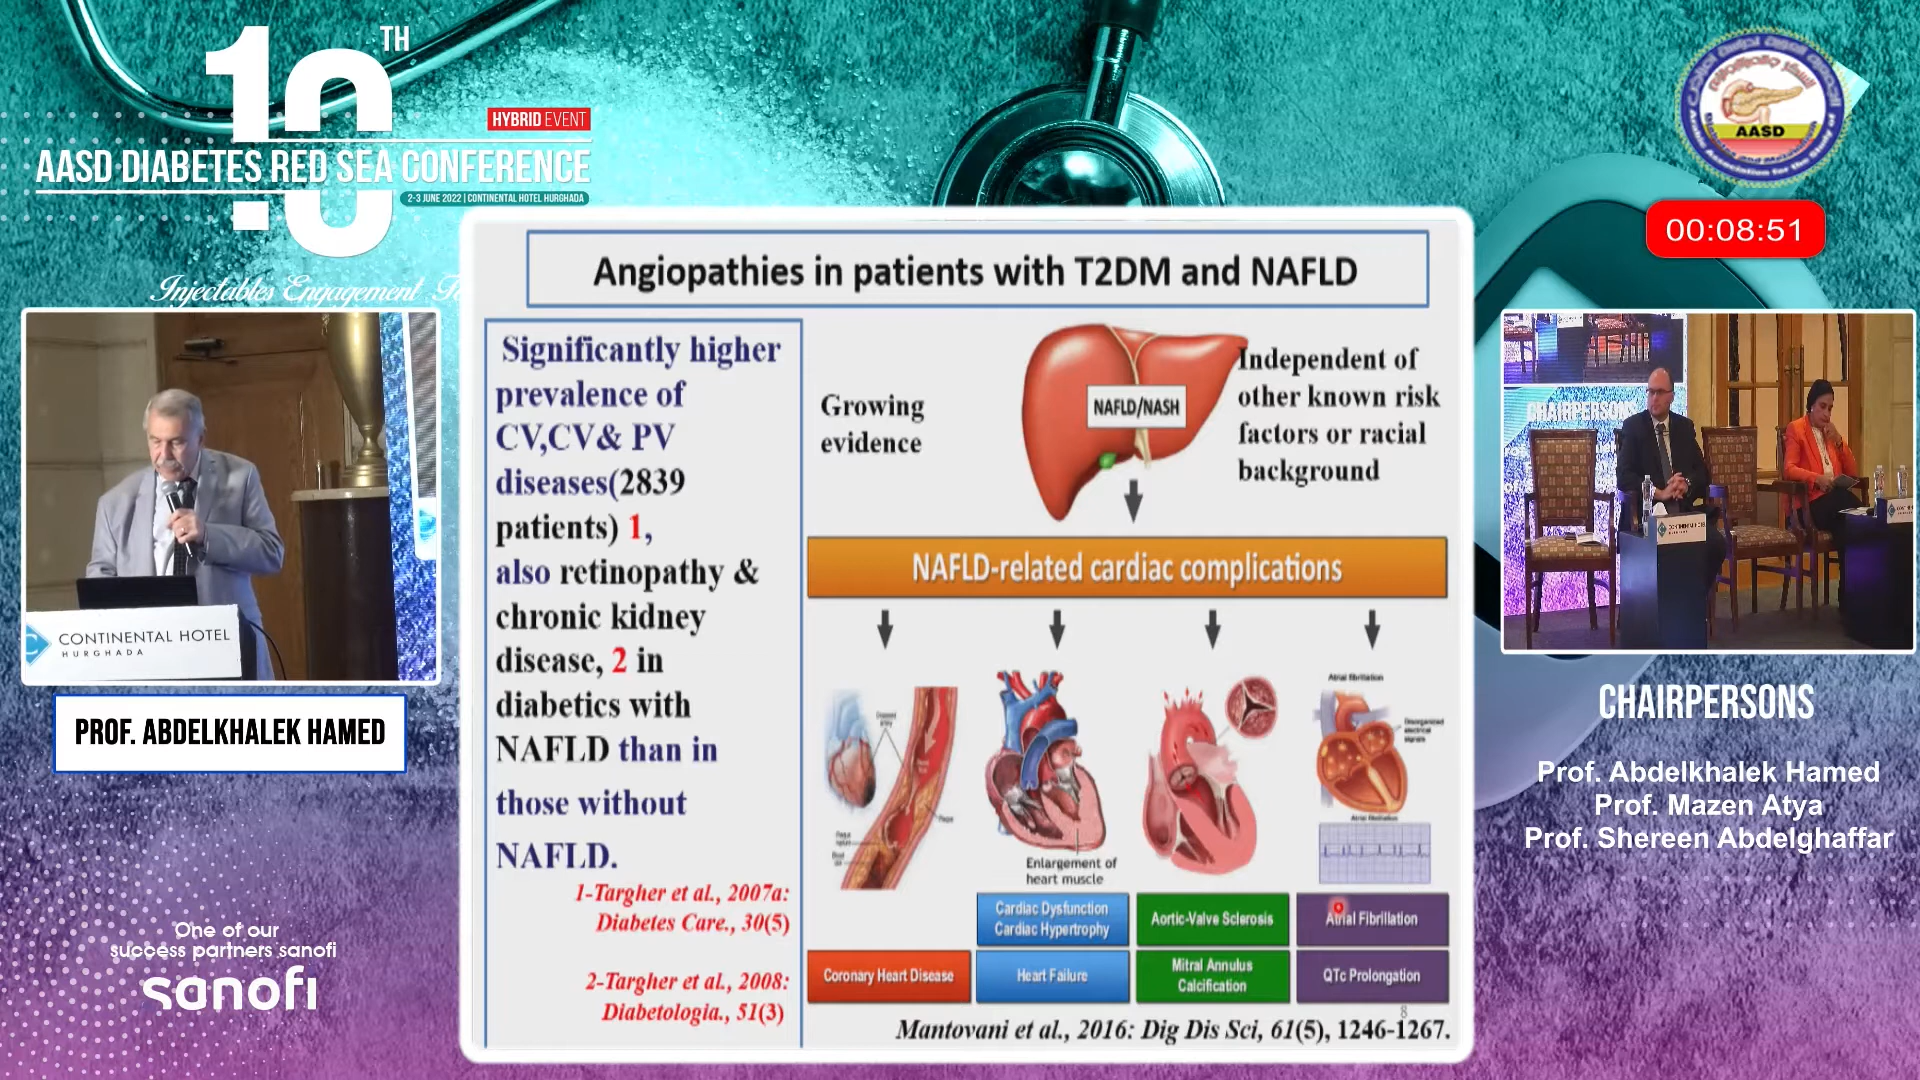 10TH
HYBRID EVENT
AASD DIABETES RED SEA CONFERENCE
2-3 JUNE 2022 | CONTINENTAL HOTEL HURGHADA
Injectables Engagement
AASD
00:08:51
CONTINENTAL HOTEL
HURGHADA
PROF. ABDELKHALEK HAMED
One of our
success partners sanofi
sanofi
Angiopathies in patients with T2DM and NAFLD
Significantly higher
prevalence of
CV,CV& PV
diseases(2839
patients) 1,
also retinopathy &
chronic kidney
disease, 2 in
diabetics with
NAFLD than in
those without
NAFLD.
1-Targher et al., 2007a:
Diabetes Care., 30(5)
2-Targher et al., 2008:
Diabetologia., 51(3)
Growing
evidence
NAFLD/NASH
Independent of
other known risk
factors or racial
background
NAFLD-related cardiac complications
Enlargement of
heart muscle
Atrial fibrillation
Coronary Heart Disease
Cardiac Dysfunction
Cardiac Hypertrophy
Heart Failure
Aortic-Valve Sclerosis
Mitral Annulus
Calcification
Atrial Fibrillation
QTc Prolongation
8
Mantovani et al., 2016: Dig Dis Sci, 61(5), 1246-1267.
CHAIRPERSONS
CHAIRPERSONS
Prof. Abdelkhalek Hamed
Prof. Mazen Atya
Prof. Shereen Abdelghaffar